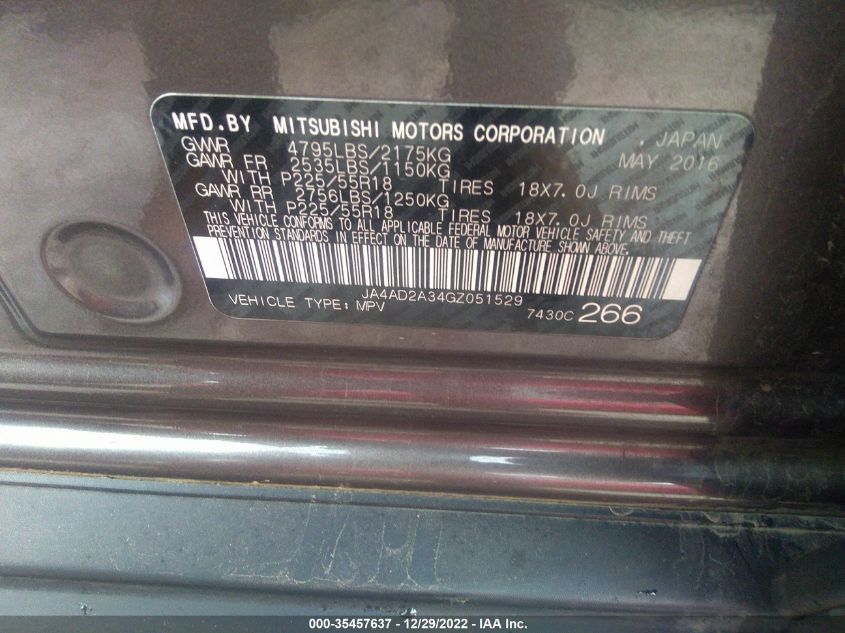 MFD.BY MITSUBISHI MOTORS CORPORATION , JAPAN
GVWR 4795LBS/2175KG MAY 2016
GAWR FR 2535LBS/1150KG
WITH P225/55R18 TIRES 18X7.0J RIMS
GAWR RR 2756LBS/1250KG
WITH P225/55R18 TIRES 18X7.0J RIMS
THIS VEHICLE CONFORMS TO ALL APPLICABLE FEDERAL MOTOR VEHICLE SAFETY AND THEFT
PREVENTION STANDARDS IN EFFECT ON THE DATE OF MANUFACTURE SHOWN ABOVE.
JA4AD2A34GZ051529
VEHICLE TYPE: MPV 7430C 266
000-35457637 - 12/29/2022 - IAA Inc.